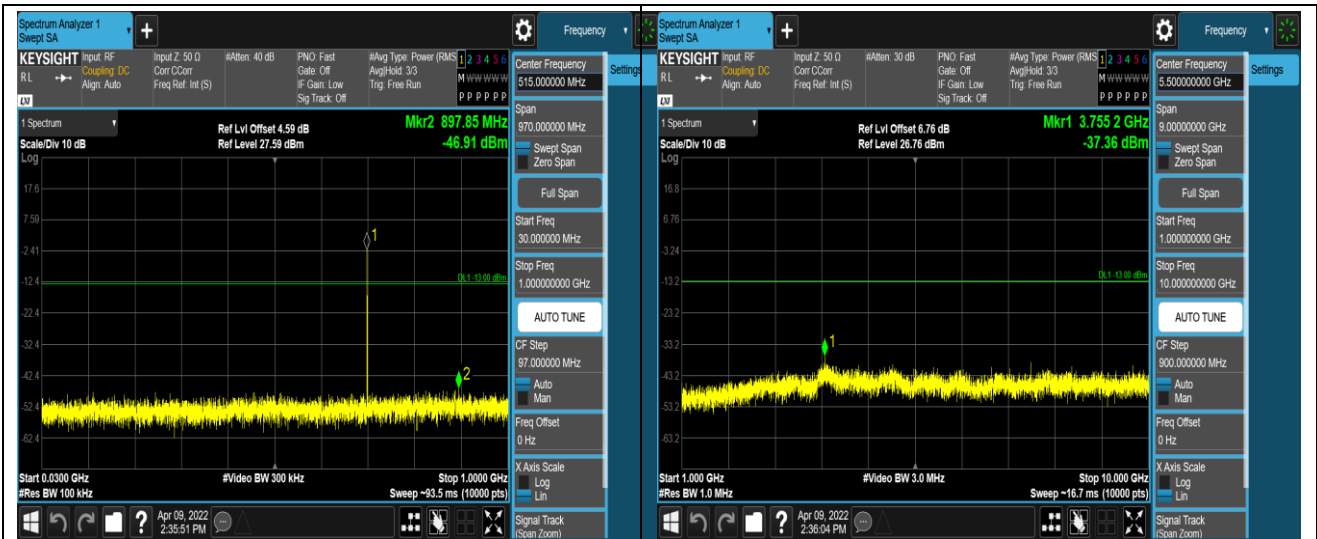 Spectrum Analyzer 1
Swept SA
+
Frequency
KEYSIGHT
RL
LXI
Input: RF
Coupling: DC
Align: Auto
Input Z: 50 Ω
Corr CCorr
Freq Ref: Int (S)
#Atten: 40 dB
PNO: Fast
Gate: Off
IF Gain: Low
Sig Track: Off
#Avg Type: Power (RMS
Avg|Hold: 3/3
Trig: Free Run
1 2 3 4 5 6
M W W W W W
P P P P P P
Center Frequency
515.000000 MHz
Settings
Span
970.000000 MHz
Swept Span
Zero Span
Full Span
Start Freq
30.000000 MHz
Stop Freq
1.000000000 GHz
AUTO TUNE
CF Step
97.000000 MHz
Auto
Man
Freq Offset
0 Hz
X Axis Scale
Log
Lin
Signal Track
(Span Zoom)
1 Spectrum
Scale/Div 10 dB
Log
Ref Lvl Offset 4.59 dB
Ref Level 27.59 dBm
Mkr2 897.85 MHz
-46.91 dBm
17.6
7.59
1
-2.41
DL1 -13.00 dBm
-12.4
-22.4
-32.4
-42.4
2
-52.4
-62.4
Start 0.0300 GHz
#Res BW 100 kHz
#Video BW 300 kHz
Stop 1.0000 GHz
Sweep ~93.5 ms (10000 pts)
?
Apr 09, 2022
2:35:51 PM
Spectrum Analyzer 1
Swept SA
+
Frequency
KEYSIGHT
RL
LXI
Input: RF
Coupling: DC
Align: Auto
Input Z: 50 Ω
Corr CCorr
Freq Ref: Int (S)
#Atten: 30 dB
PNO: Fast
Gate: Off
IF Gain: Low
Sig Track: Off
#Avg Type: Power (RMS
Avg|Hold: 3/3
Trig: Free Run
1 2 3 4 5 6
M W W W W W
P P P P P P
Center Frequency
5.500000000 GHz
Settings
Span
9.00000000 GHz
Swept Span
Zero Span
Full Span
Start Freq
1.000000000 GHz
Stop Freq
10.000000000 GHz
AUTO TUNE
CF Step
900.000000 MHz
Auto
Man
Freq Offset
0 Hz
X Axis Scale
Log
Lin
Signal Track
(Span Zoom)
1 Spectrum
Scale/Div 10 dB
Log
Ref Lvl Offset 6.76 dB
Ref Level 26.76 dBm
Mkr1 3.755 2 GHz
-37.36 dBm
16.8
6.76
-3.24
DL1 -13.00 dBm
-13.2
-23.2
-33.2
1
-43.2
-53.2
-63.2
Start 1.000 GHz
#Res BW 1.0 MHz
#Video BW 3.0 MHz
Stop 10.000 GHz
Sweep ~16.7 ms (10000 pts)
?
Apr 09, 2022
2:36:04 PM